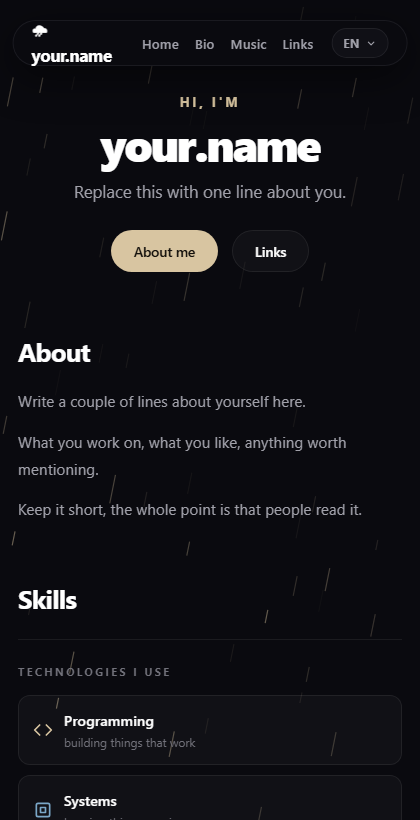 your.name
Home Bio Music Links EN
HI, I'M
your.name
Replace this with one line about you.
About me Links
About
Write a couple of lines about yourself here.
What you work on, what you like, anything worth
mentioning.
Keep it short, the whole point is that people read it.
Skills
TECHNOLOGIES I USE
Programming
building things that work
Systems